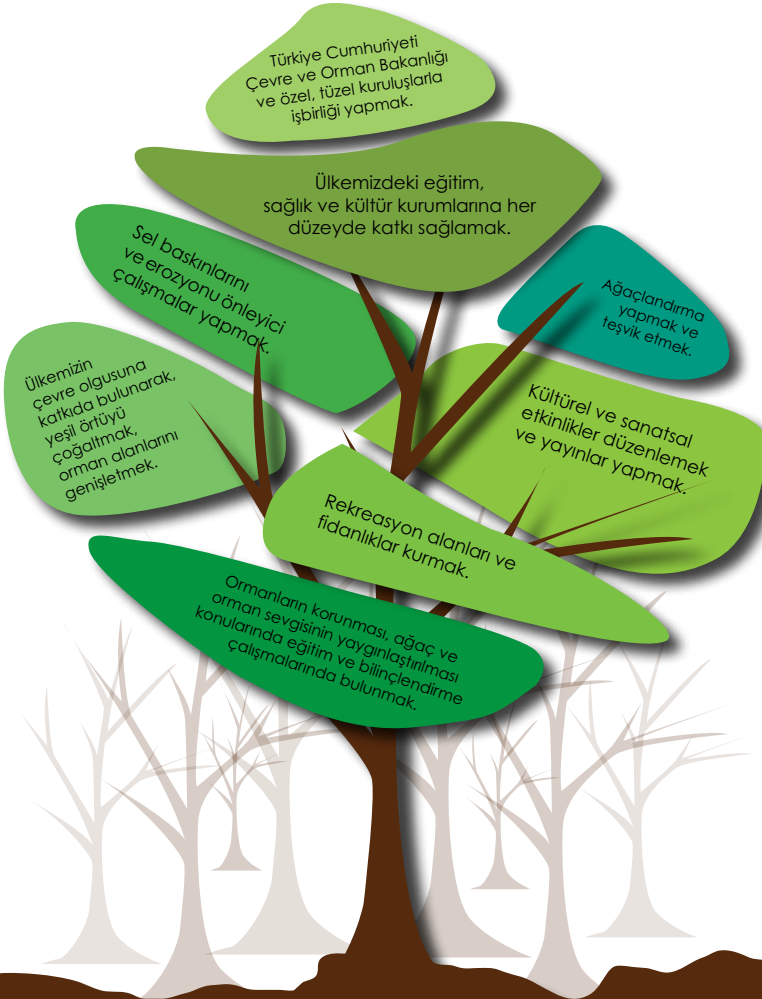 Türkiye Cumhuriyeti
Çevre ve Orman Bakanlığı
ve özel, tüzel kuruluşlarla
işbirliği yapmak.
Ülkemizdeki eğitim,
sağlık ve kültür kurumlarına her
düzeyde katkı sağlamak.
Sel baskınlarını
ve erozyonu önleyici
çalışmalar yapmak.
Ağaçlandırma
yapmak ve
teşvik etmek.
Ülkemizin
çevre olgusuna
katkıda bulunarak,
yeşil örtüyü
çoğaltmak,
orman alanlarını
genişletmek.
Kültürel ve sanatsal
etkinlikler düzenlemek
ve yayınlar yapmak.
Rekreasyon alanları ve
fidanlıklar kurmak.
Ormanların korunması, ağaç ve
orman sevgisinin yaygınlaştırılması
konularında eğitim ve bilinçlendirme
çalışmalarında bulunmak.